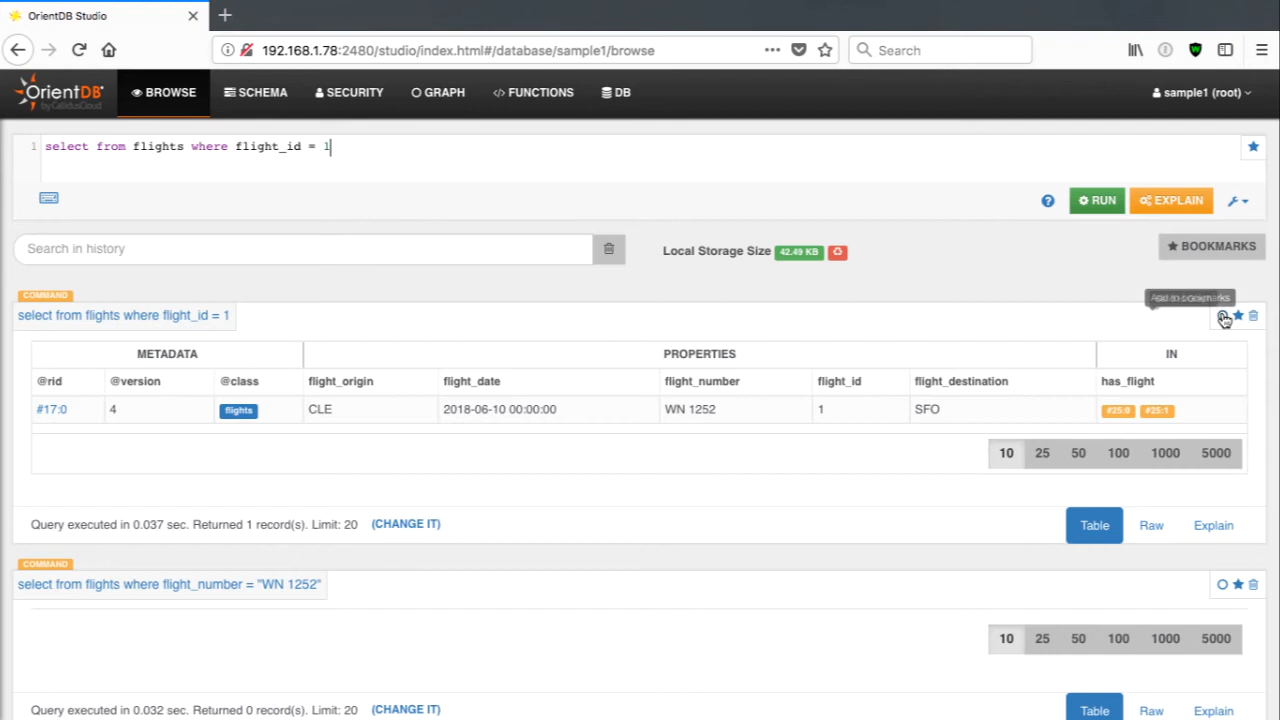 OrientDB Studio
192.168.1.78:2480/studio/index.html#/database/sample1/browse
Search
OrientDB
by CallidusCloud
BROWSE
SCHEMA
SECURITY
GRAPH
FUNCTIONS
DB
sample1 (root)
1 select from flights where flight_id = 1
RUN
EXPLAIN
Search in history
Local Storage Size 42.49 KB
BOOKMARKS
COMMAND
Add to bookmarks
select from flights where flight_id = 1
METADATA PROPERTIES IN
@rid @version @class flight_origin flight_date flight_number flight_id flight_destination has_flight
#17:0 4 flights CLE 2018-06-10 00:00:00 WN 1252 1 SFO #25:0 #25:1
10 25 50 100 1000 5000
Query executed in 0.037 sec. Returned 1 record(s). Limit: 20 (CHANGE IT)
Table Raw Explain
COMMAND
select from flights where flight_number = "WN 1252"
10 25 50 100 1000 5000
Query executed in 0.032 sec. Returned 0 record(s). Limit: 20 (CHANGE IT)
Table Raw Explain